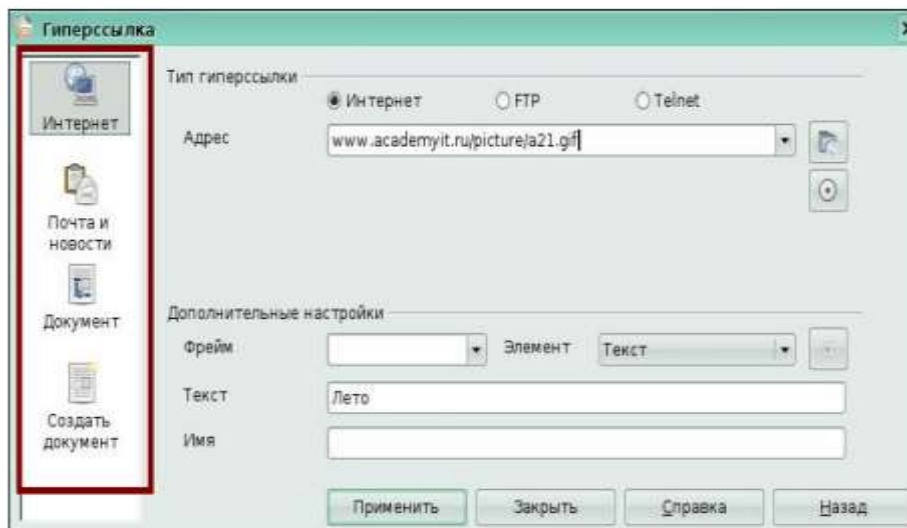 Гиперссылка
Интернет
Почта и
новости
Документ
Создать
документ
Тип гиперссылки
Интернет FTP Telnet
Адрес www.academyit.ru/picture/a21.gif
Дополнительные настройки
Фрейм Элемент Текст
Текст Лето
Имя
Применить Закрыть Справка Назад